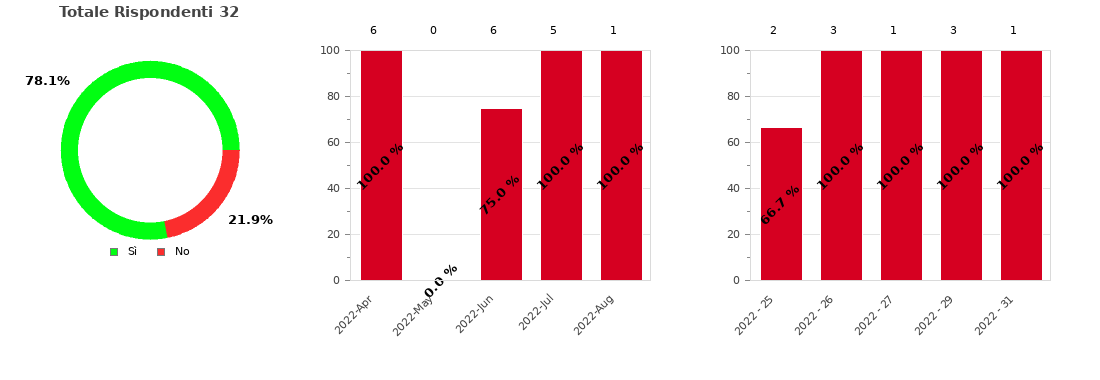 Totale Rispondenti 32
78.1%
21.9%
Sì
No
6 0 6 5 1
100
80
60
40
20
0
100.0 %
0.0 %
75.0 %
100.0 %
100.0 %
2022-Apr
2022-May
2022-Jun
2022-Jul
2022-Aug
2 3 1 3 1
100
80
60
40
20
0
66.7 %
100.0 %
100.0 %
100.0 %
100.0 %
2022 - 25
2022 - 26
2022 - 27
2022 - 29
2022 - 31